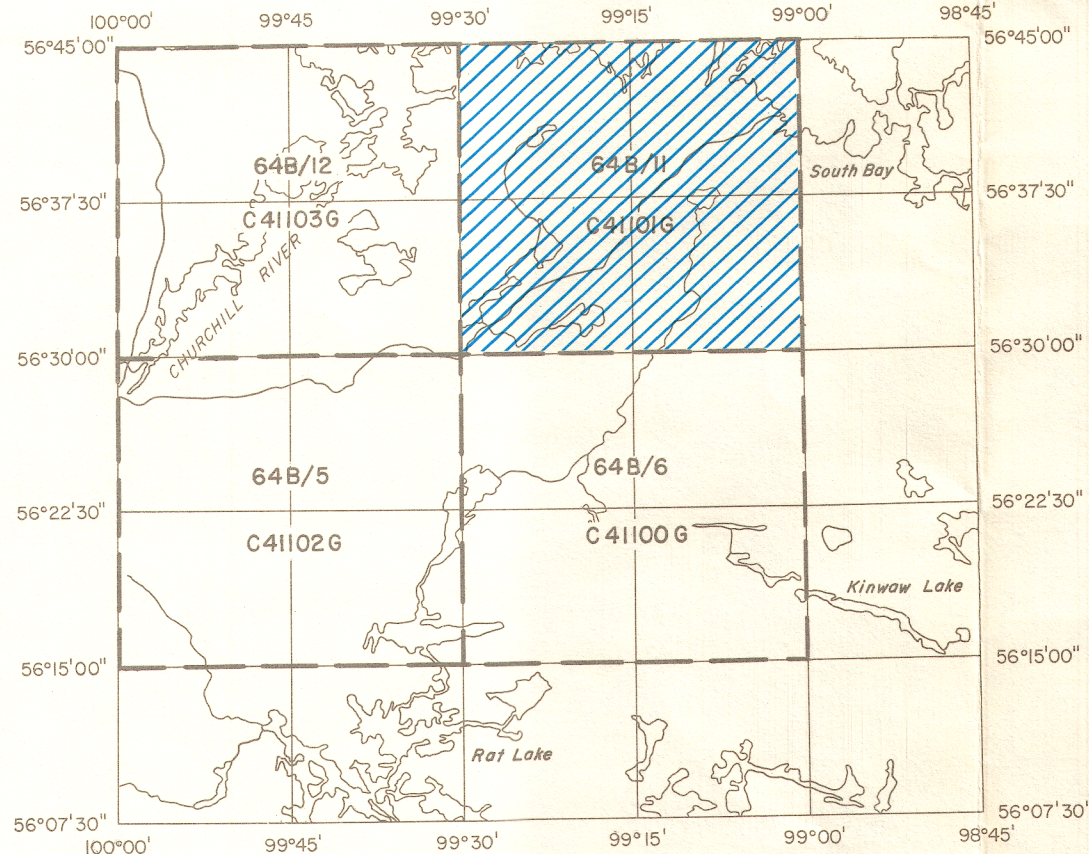 100°00' 99°45' 99°30' 99°15' 99°00' 98°45'
56°45'00" 56°45'00"
64B/12 64B/11
South Bay
56°37'30" 56°37'30"
C41103G C41101G
CHURCHILL RIVER
56°30'00" 56°30'00"
64B/5 64B/6
56°22'30" 56°22'30"
C41102G C41100G
Kinwaw Lake
56°15'00" 56°15'00"
Rat Lake
56°07'30" 56°07'30"
100°00' 99°45' 99°30' 99°15' 99°00' 98°45'